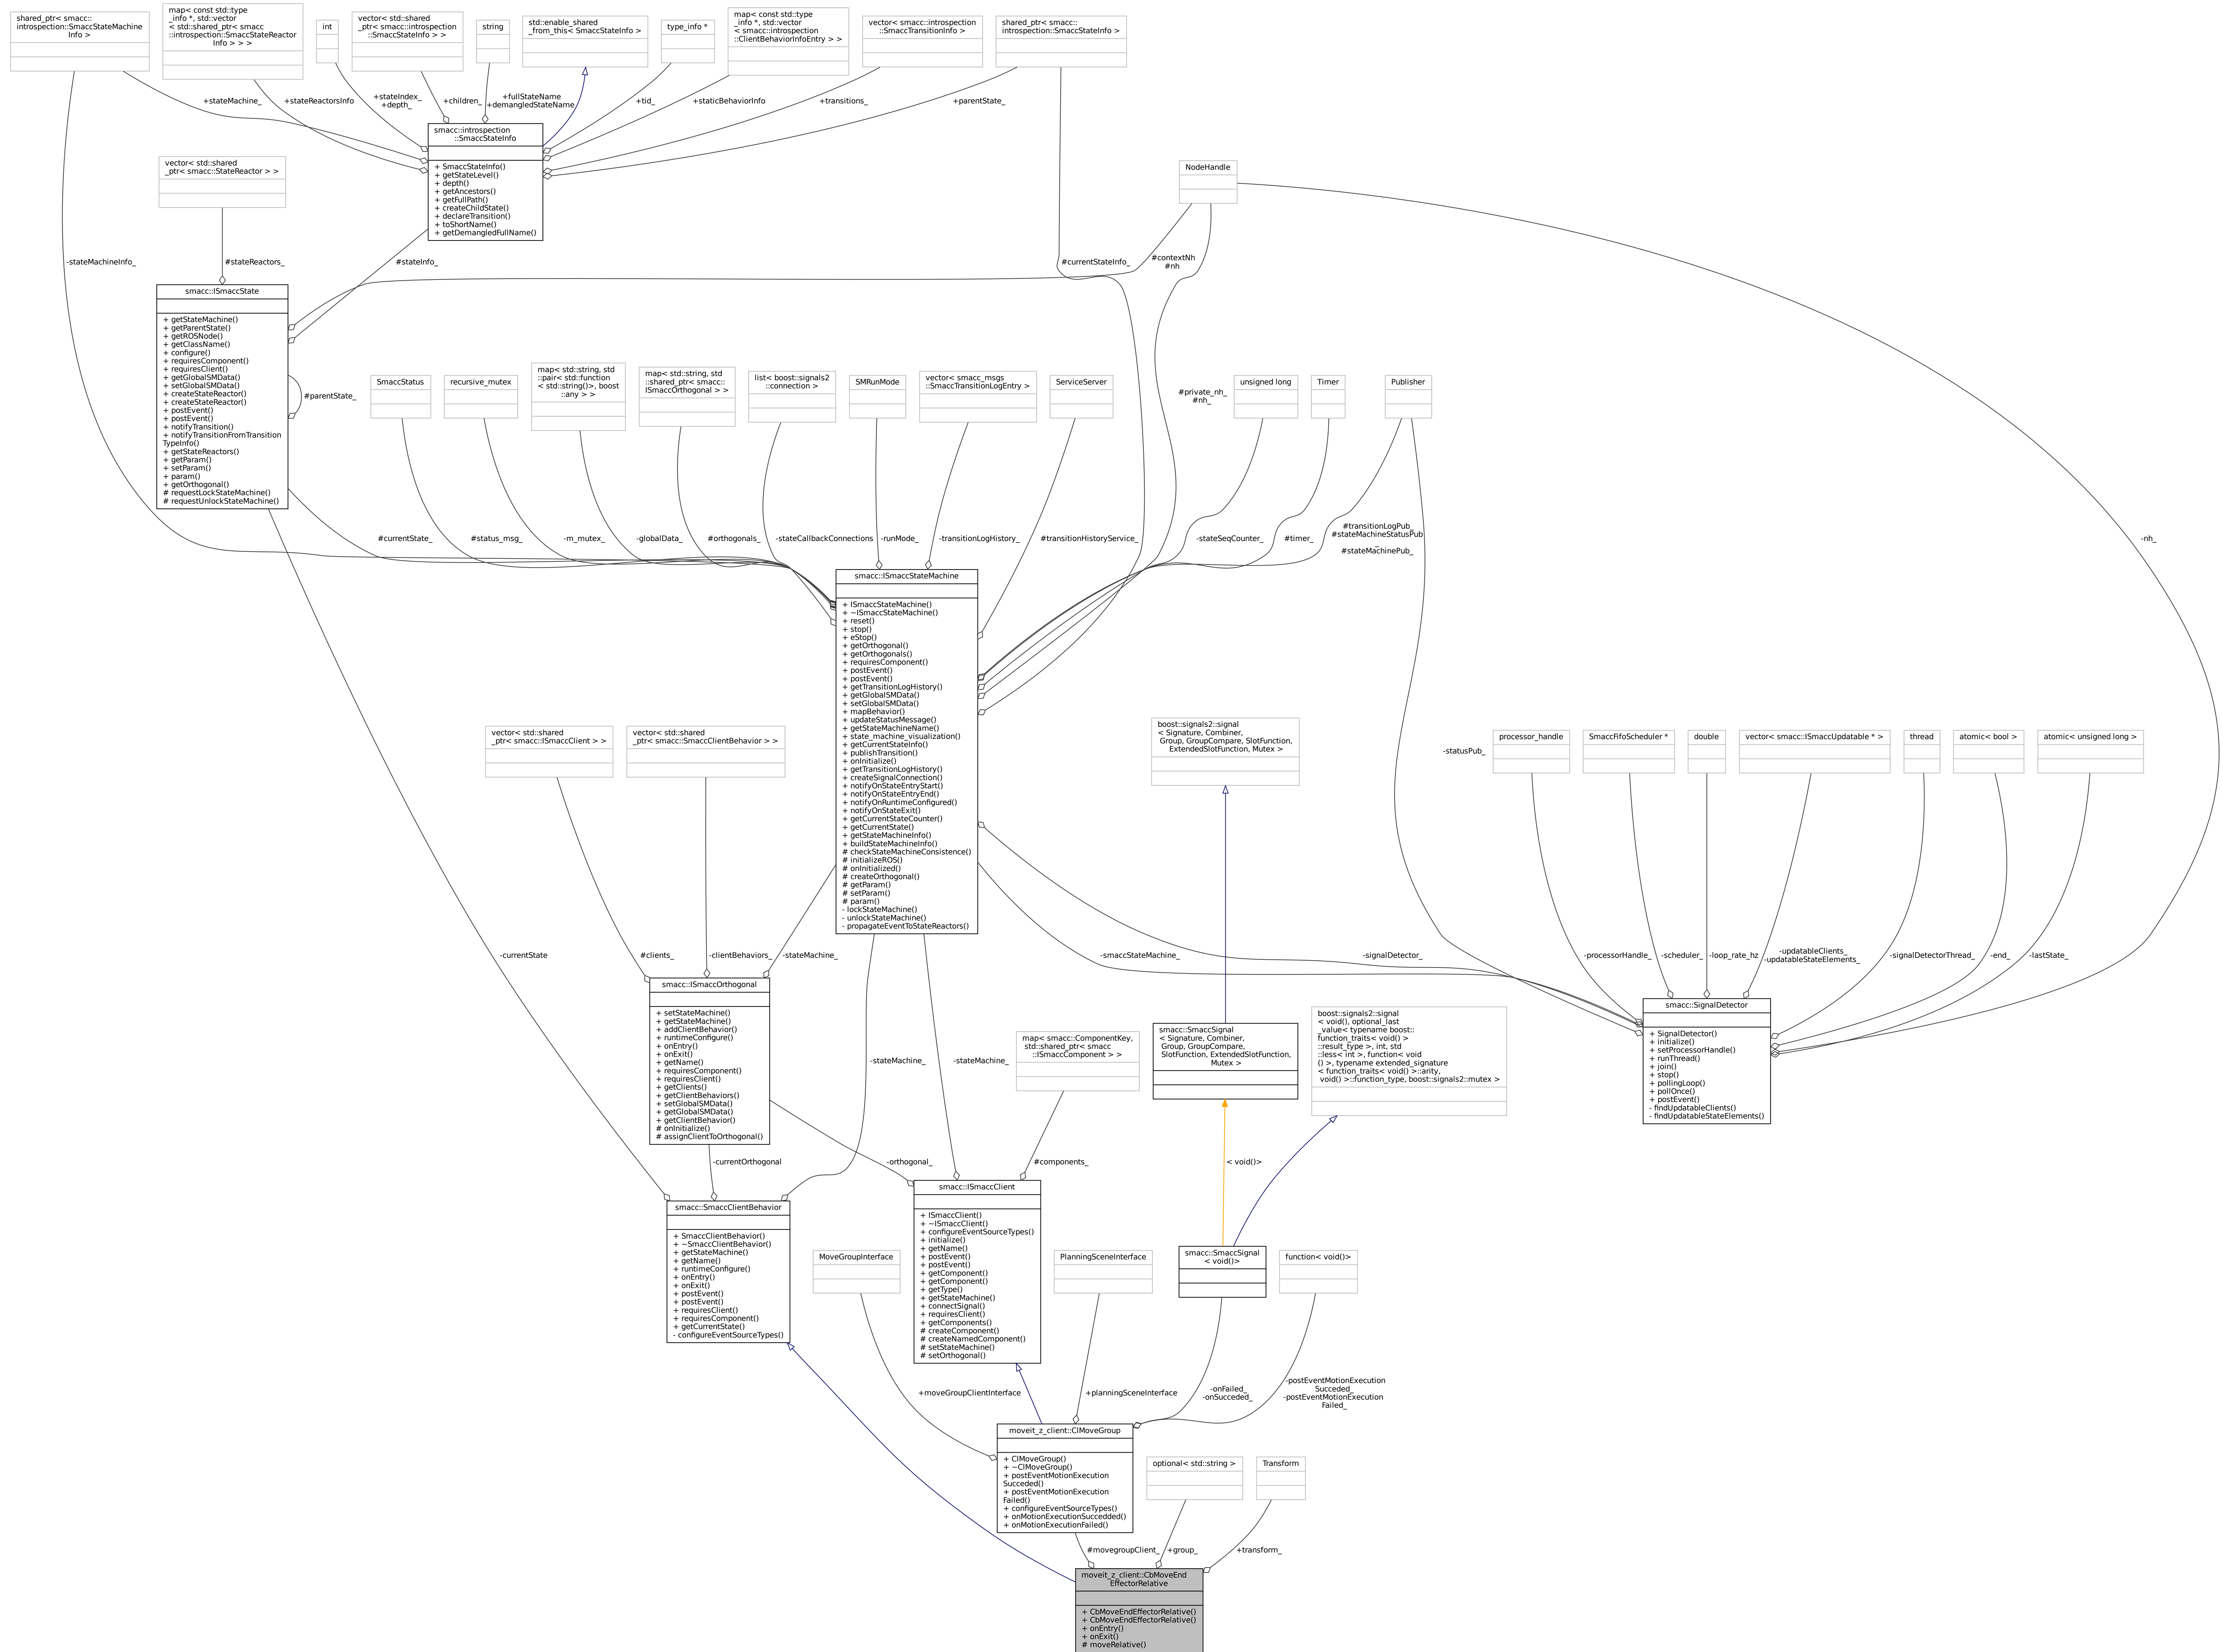 shared_ptr< smacc::
introspection::SmaccStateMachine
Info >
map< const std::type
_info *, std::vector
< std::shared_ptr< smacc
::introspection::SmaccStateReactor
Info > > >
int
vector< std::shared
_ptr< smacc::introspection
::SmaccStateInfo > >
string
std::enable_shared
_from_this< SmaccStateInfo >
type_info *
map< const std::type
_info *, std::vector
< smacc::introspection
::ClientBehaviorInfoEntry > >
vector< smacc::introspection
::SmaccTransitionInfo >
shared_ptr< smacc::
introspection::SmaccStateInfo >
+stateMachine_
+stateReactorsInfo
+stateIndex_
+depth_
+children_
+fullStateName
+demangledStateName
+tid_
+staticBehaviorInfo
+transitions_
+parentState_
smacc::introspection
::SmaccStateInfo
+ SmaccStateInfo()
+ getStateLevel()
+ depth()
+ getAncestors()
+ getFullPath()
+ createChildState()
+ declareTransition()
+ toShortName()
+ getDemangledFullName()
vector< std::shared
_ptr< smacc::StateReactor > >
NodeHandle
-stateMachineInfo_
#stateReactors_
#stateInfo_
#currentStateInfo_
#contextNh
#nh
smacc::ISmaccState
+ getStateMachine()
+ getParentState()
+ getROSNode()
+ getClassName()
+ configure()
+ requiresComponent()
+ requiresClient()
+ getGlobalSMData()
+ setGlobalSMData()
+ createStateReactor()
+ createStateReactor()
+ postEvent()
+ postEvent()
+ notifyTransition()
+ notifyTransitionFromTransition
TypeInfo()
+ getStateReactors()
+ getParam()
+ setParam()
+ param()
+ getOrthogonal()
# requestLockStateMachine()
# requestUnlockStateMachine()
#parentState_
SmaccStatus
recursive_mutex
map< std::string, std
::pair< std::function
< std::string()>, boost
::any > >
map< std::string, std
::shared_ptr< smacc::
ISmaccOrthogonal > >
list< boost::signals2
::connection >
SMRunMode
vector< smacc_msgs
::SmaccTransitionLogEntry >
ServiceServer
#private_nh_
#nh_
unsigned long
Timer
Publisher
#currentState_
#status_msg_
-m_mutex_
-globalData_
#orthogonals_
-stateCallbackConnections
-runMode_
-transitionLogHistory_
#transitionHistoryService_
-stateSeqCounter_
#timer_
#transitionLogPub_
#stateMachineStatusPub
_
#stateMachinePub_
-nh_
smacc::ISmaccStateMachine
+ ISmaccStateMachine()
+ ~ISmaccStateMachine()
+ reset()
+ stop()
+ eStop()
+ getOrthogonal()
+ getOrthogonals()
+ requiresComponent()
+ postEvent()
+ postEvent()
+ getTransitionLogHistory()
+ getGlobalSMData()
+ setGlobalSMData()
+ mapBehavior()
+ updateStatusMessage()
+ getStateMachineName()
+ state_machine_visualization()
+ getCurrentStateInfo()
+ publishTransition()
+ onInitialize()
+ getTransitionLogHistory()
+ createSignalConnection()
+ notifyOnStateEntryStart()
+ notifyOnStateEntryEnd()
+ notifyOnRuntimeConfigured()
+ notifyOnStateExit()
+ getCurrentStateCounter()
+ getCurrentState()
+ getStateMachineInfo()
+ buildStateMachineInfo()
# checkStateMachineConsistence()
# initializeROS()
# onInitialized()
# createOrthogonal()
# getParam()
# setParam()
# param()
- lockStateMachine()
- unlockStateMachine()
- propagateEventToStateReactors()
vector< std::shared
_ptr< smacc::ISmaccClient > >
vector< std::shared
_ptr< smacc::SmaccClientBehavior > >
boost::signals2::signal
< Signature, Combiner,
Group, GroupCompare, SlotFunction,
ExtendedSlotFunction, Mutex >
-statusPub_
processor_handle
SmaccFifoScheduler *
double
vector< smacc::ISmaccUpdatable * >
thread
atomic< bool >
atomic< unsigned long >
-currentState
#clients_
-clientBehaviors_
-stateMachine_
-smaccStateMachine_
-signalDetector_
-processorHandle_
-scheduler_
-loop_rate_hz
-updatableClients_
-updatableStateElements_
-signalDetectorThread_
-end_
-lastState_
smacc::ISmaccOrthogonal
+ setStateMachine()
+ getStateMachine()
+ addClientBehavior()
+ runtimeConfigure()
+ onEntry()
+ onExit()
+ getName()
+ requiresComponent()
+ requiresClient()
+ getClients()
+ getClientBehaviors()
+ setGlobalSMData()
+ getGlobalSMData()
+ getClientBehavior()
# onInitialize()
# assignClientToOrthogonal()
-stateMachine_
-stateMachine_
map< smacc::ComponentKey,
std::shared_ptr< smacc
::ISmaccComponent > >
smacc::SmaccSignal
< Signature, Combiner,
Group, GroupCompare,
SlotFunction, ExtendedSlotFunction,
Mutex >
boost::signals2::signal
< void(), optional_last
_value< typename boost::
function_traits< void() >
::result_type >, int, std
::less< int >, function< void
() >, typename extended_signature
< function_traits< void() >::arity,
void() >::function_type, boost::signals2::mutex >
smacc::SignalDetector
+ SignalDetector()
+ initialize()
+ setProcessorHandle()
+ runThread()
+ join()
+ stop()
+ pollingLoop()
+ pollOnce()
+ postEvent()
- findUpdatableClients()
- findUpdatableStateElements()
-currentOrthogonal
-orthogonal_
#components_
< void()>
smacc::SmaccClientBehavior
+ SmaccClientBehavior()
+ ~SmaccClientBehavior()
+ getStateMachine()
+ getName()
+ runtimeConfigure()
+ onEntry()
+ onExit()
+ postEvent()
+ postEvent()
+ requiresClient()
+ requiresComponent()
+ getCurrentState()
- configureEventSourceTypes()
MoveGroupInterface
smacc::ISmaccClient
+ ISmaccClient()
+ ~ISmaccClient()
+ configureEventSourceTypes()
+ initialize()
+ getName()
+ postEvent()
+ postEvent()
+ getComponent()
+ getComponent()
+ getType()
+ getStateMachine()
+ connectSignal()
+ requiresClient()
+ getComponents()
# createComponent()
# createNamedComponent()
# setStateMachine()
# setOrthogonal()
PlanningSceneInterface
smacc::SmaccSignal
< void()>
function< void()>
+moveGroupClientInterface
+planningSceneInterface
-onFailed_
-onSucceded_
-postEventMotionExecution
Succeded_
-postEventMotionExecution
Failed_
moveit_z_client::ClMoveGroup
+ ClMoveGroup()
+ ~ClMoveGroup()
+ postEventMotionExecution
Succeded()
+ postEventMotionExecution
Failed()
+ configureEventSourceTypes()
+ onMotionExecutionSuccedded()
+ onMotionExecutionFailed()
optional< std::string >
Transform
#movegroupClient_
+group_
+transform_
moveit_z_client::CbMoveEnd
EffectorRelative
+ CbMoveEndEffectorRelative()
+ CbMoveEndEffectorRelative()
+ onEntry()
+ onExit()
# moveRelative()